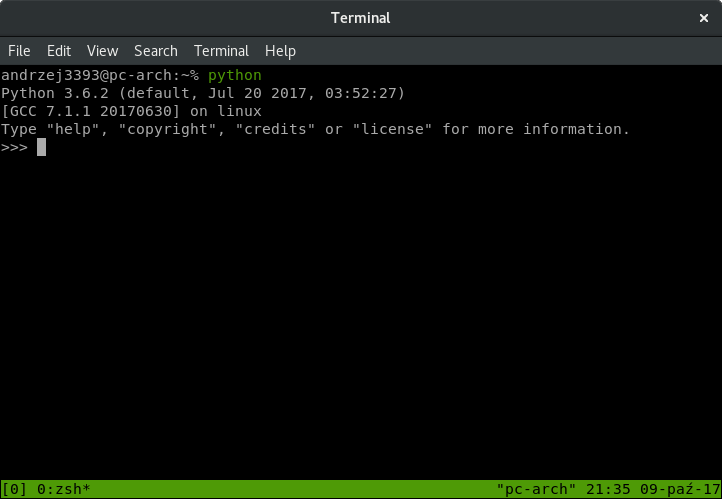 Terminal ×
File Edit View Search Terminal Help
andrzej3393@pc-arch:~% python
Python 3.6.2 (default, Jul 20 2017, 03:52:27)
[GCC 7.1.1 20170630] on linux
Type "help", "copyright", "credits" or "license" for more information.
>>>
[0] 0:zsh* "pc-arch" 21:35 09-paź-17